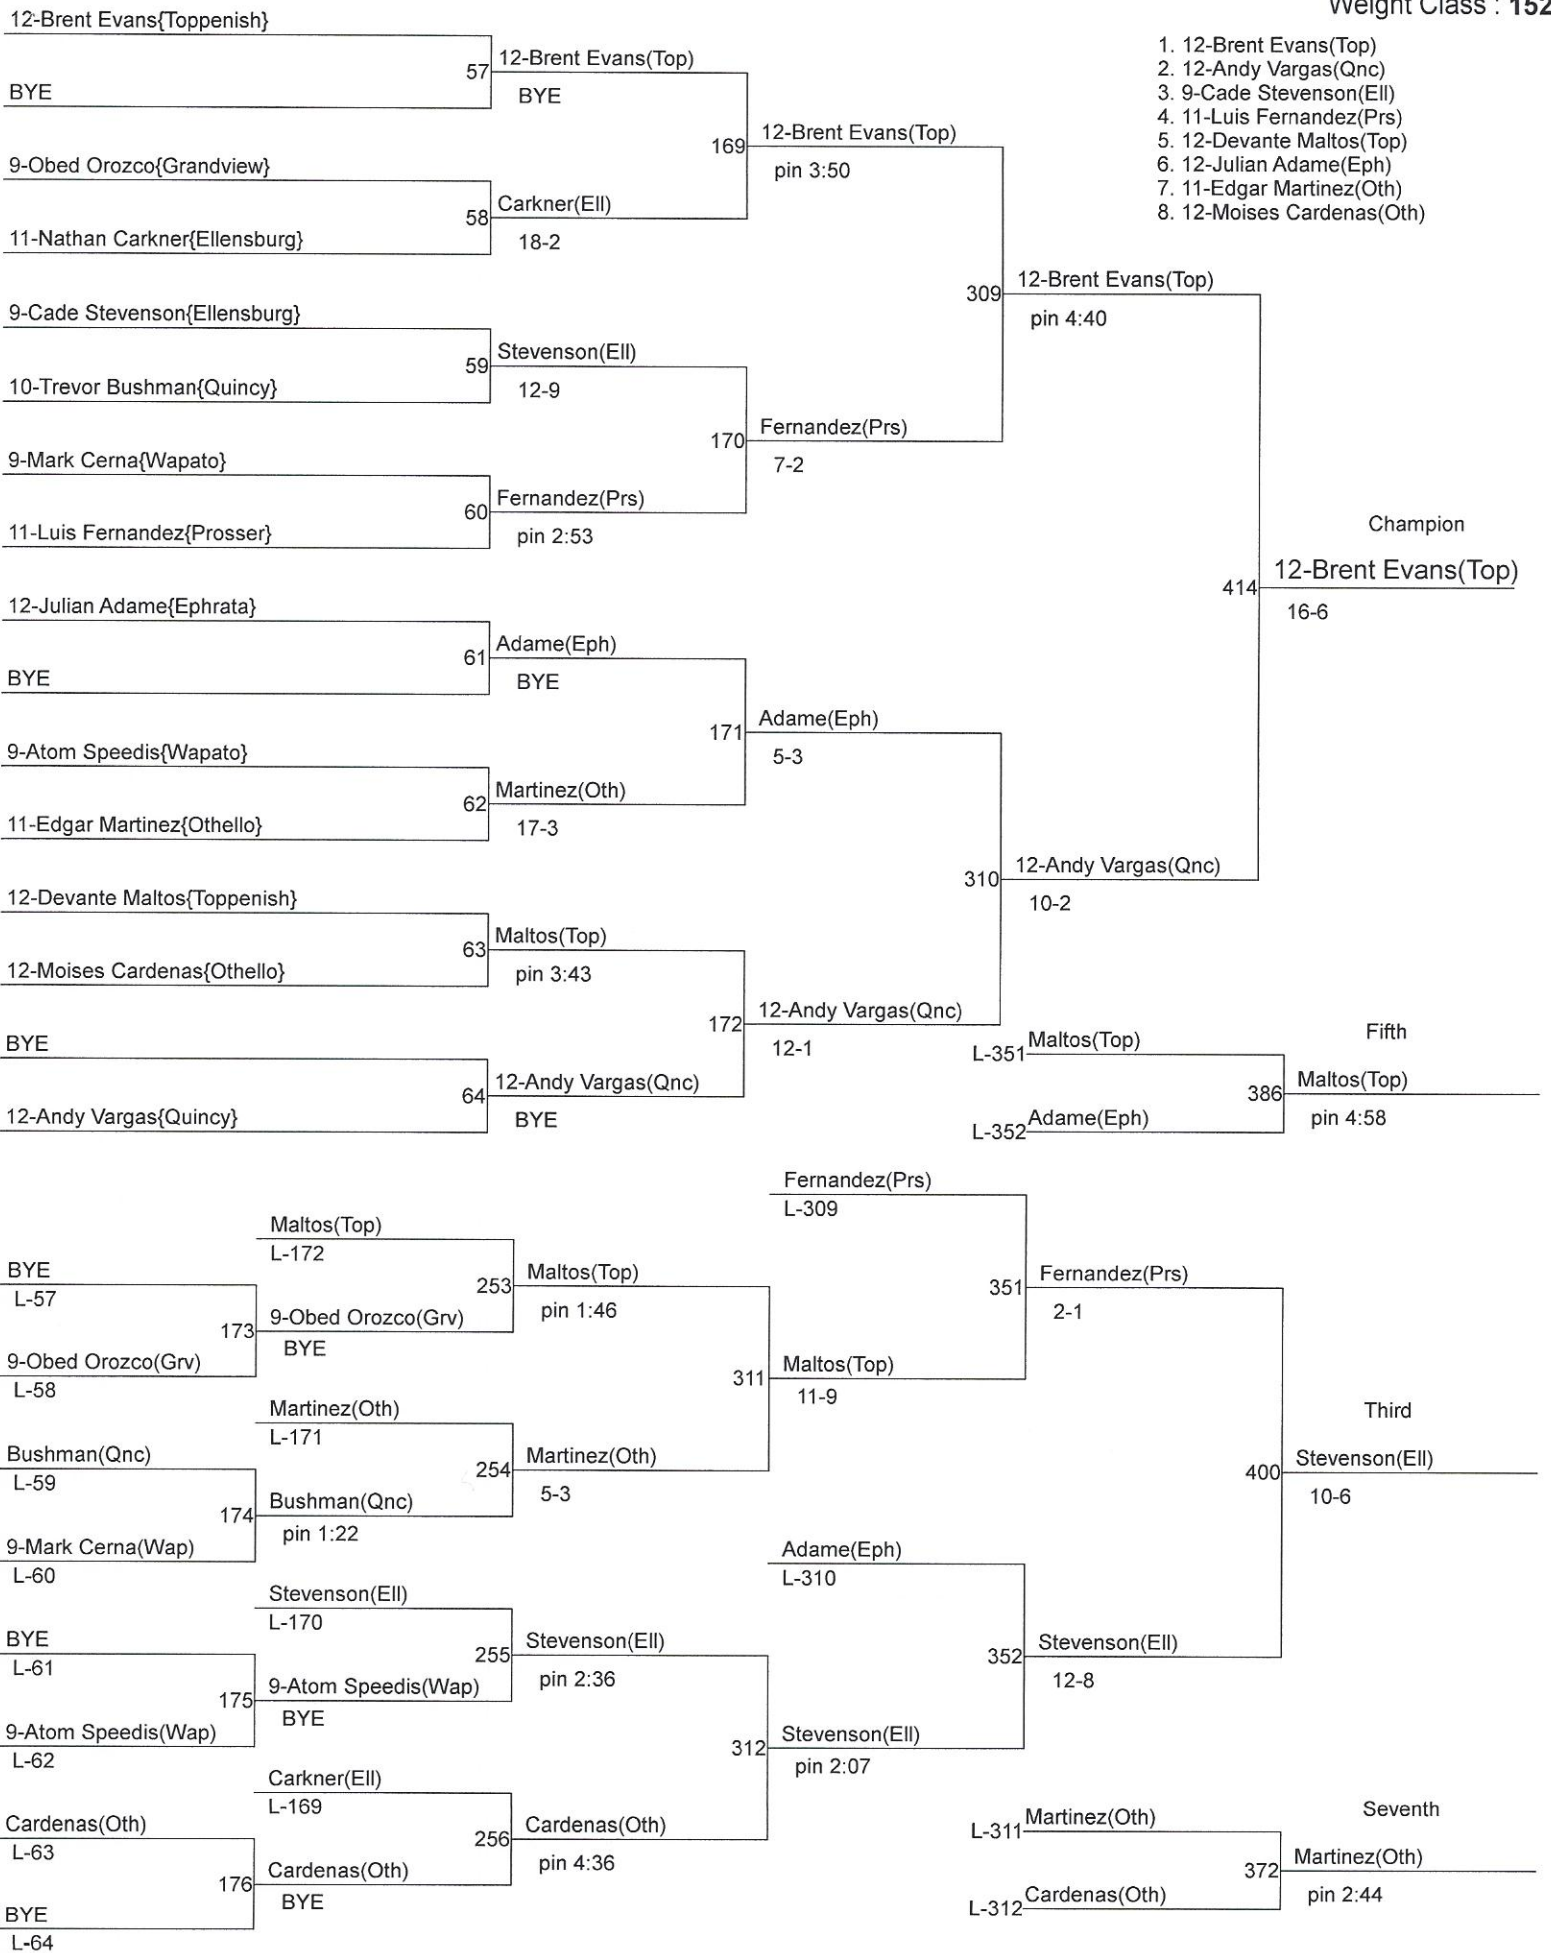 Weight Class : 152
1. 12-Brent Evans(Top)
2. 12-Andy Vargas(Qnc)
3. 9-Cade Stevenson(Ell)
4. 11-Luis Fernandez(Prs)
5. 12-Devante Maltos(Top)
6. 12-Julian Adame(Eph)
7. 11-Edgar Martinez(Oth)
8. 12-Moises Cardenas(Oth)
12-Brent Evans{Toppenish}
BYE
9-Obed Orozco{Grandview}
11-Nathan Carkner{Ellensburg}
9-Cade Stevenson{Ellensburg}
10-Trevor Bushman{Quincy}
9-Mark Cerna{Wapato}
11-Luis Fernandez{Prosser}
12-Julian Adame{Ephrata}
BYE
9-Atom Speedis{Wapato}
11-Edgar Martinez{Othello}
12-Devante Maltos{Toppenish}
12-Moises Cardenas{Othello}
BYE
12-Andy Vargas{Quincy}
57
12-Brent Evans(Top)
BYE
58
Carkner(Ell)
18-2
59
Stevenson(Ell)
12-9
60
Fernandez(Prs)
pin 2:53
61
Adame(Eph)
BYE
62
Martinez(Oth)
17-3
63
Maltos(Top)
pin 3:43
64
12-Andy Vargas(Qnc)
BYE
169
12-Brent Evans(Top)
pin 3:50
170
Fernandez(Prs)
7-2
171
Adame(Eph)
5-3
172
12-Andy Vargas(Qnc)
12-1
309
12-Brent Evans(Top)
pin 4:40
310
12-Andy Vargas(Qnc)
10-2
Champion
414
12-Brent Evans(Top)
16-6
Fifth
L-351
Maltos(Top)
L-352
Adame(Eph)
386
Maltos(Top)
pin 4:58
BYE
L-57
9-Obed Orozco(Grv)
L-58
Bushman(Qnc)
L-59
9-Mark Cerna(Wap)
L-60
BYE
L-61
9-Atom Speedis(Wap)
L-62
Cardenas(Oth)
L-63
BYE
L-64
Maltos(Top)
L-172
173
9-Obed Orozco(Grv)
BYE
Martinez(Oth)
L-171
174
Bushman(Qnc)
pin 1:22
Stevenson(Ell)
L-170
175
9-Atom Speedis(Wap)
BYE
Carkner(Ell)
L-169
176
Cardenas(Oth)
BYE
253
Maltos(Top)
pin 1:46
254
Martinez(Oth)
5-3
255
Stevenson(Ell)
pin 2:36
256
Cardenas(Oth)
pin 4:36
Fernandez(Prs)
L-309
311
Maltos(Top)
11-9
Adame(Eph)
L-310
312
Stevenson(Ell)
pin 2:07
351
Fernandez(Prs)
2-1
352
Stevenson(Ell)
12-8
Third
400
Stevenson(Ell)
10-6
Seventh
L-311
Martinez(Oth)
L-312
Cardenas(Oth)
372
Martinez(Oth)
pin 2:44